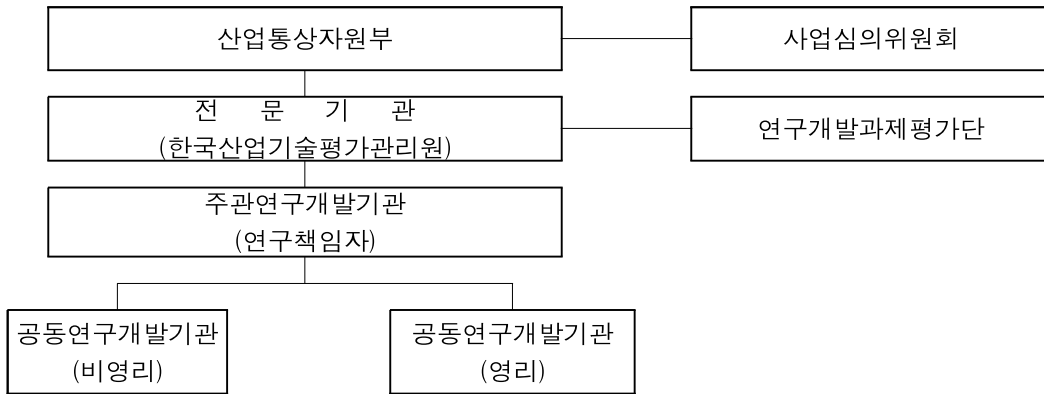 산업통상자원부
사업심의위원회
전 문 기 관
(한국산업기술평가관리원)
연구개발과제평가단
주관연구개발기관
(연구책임자)
공동연구개발기관
(비영리)
공동연구개발기관
(영리)